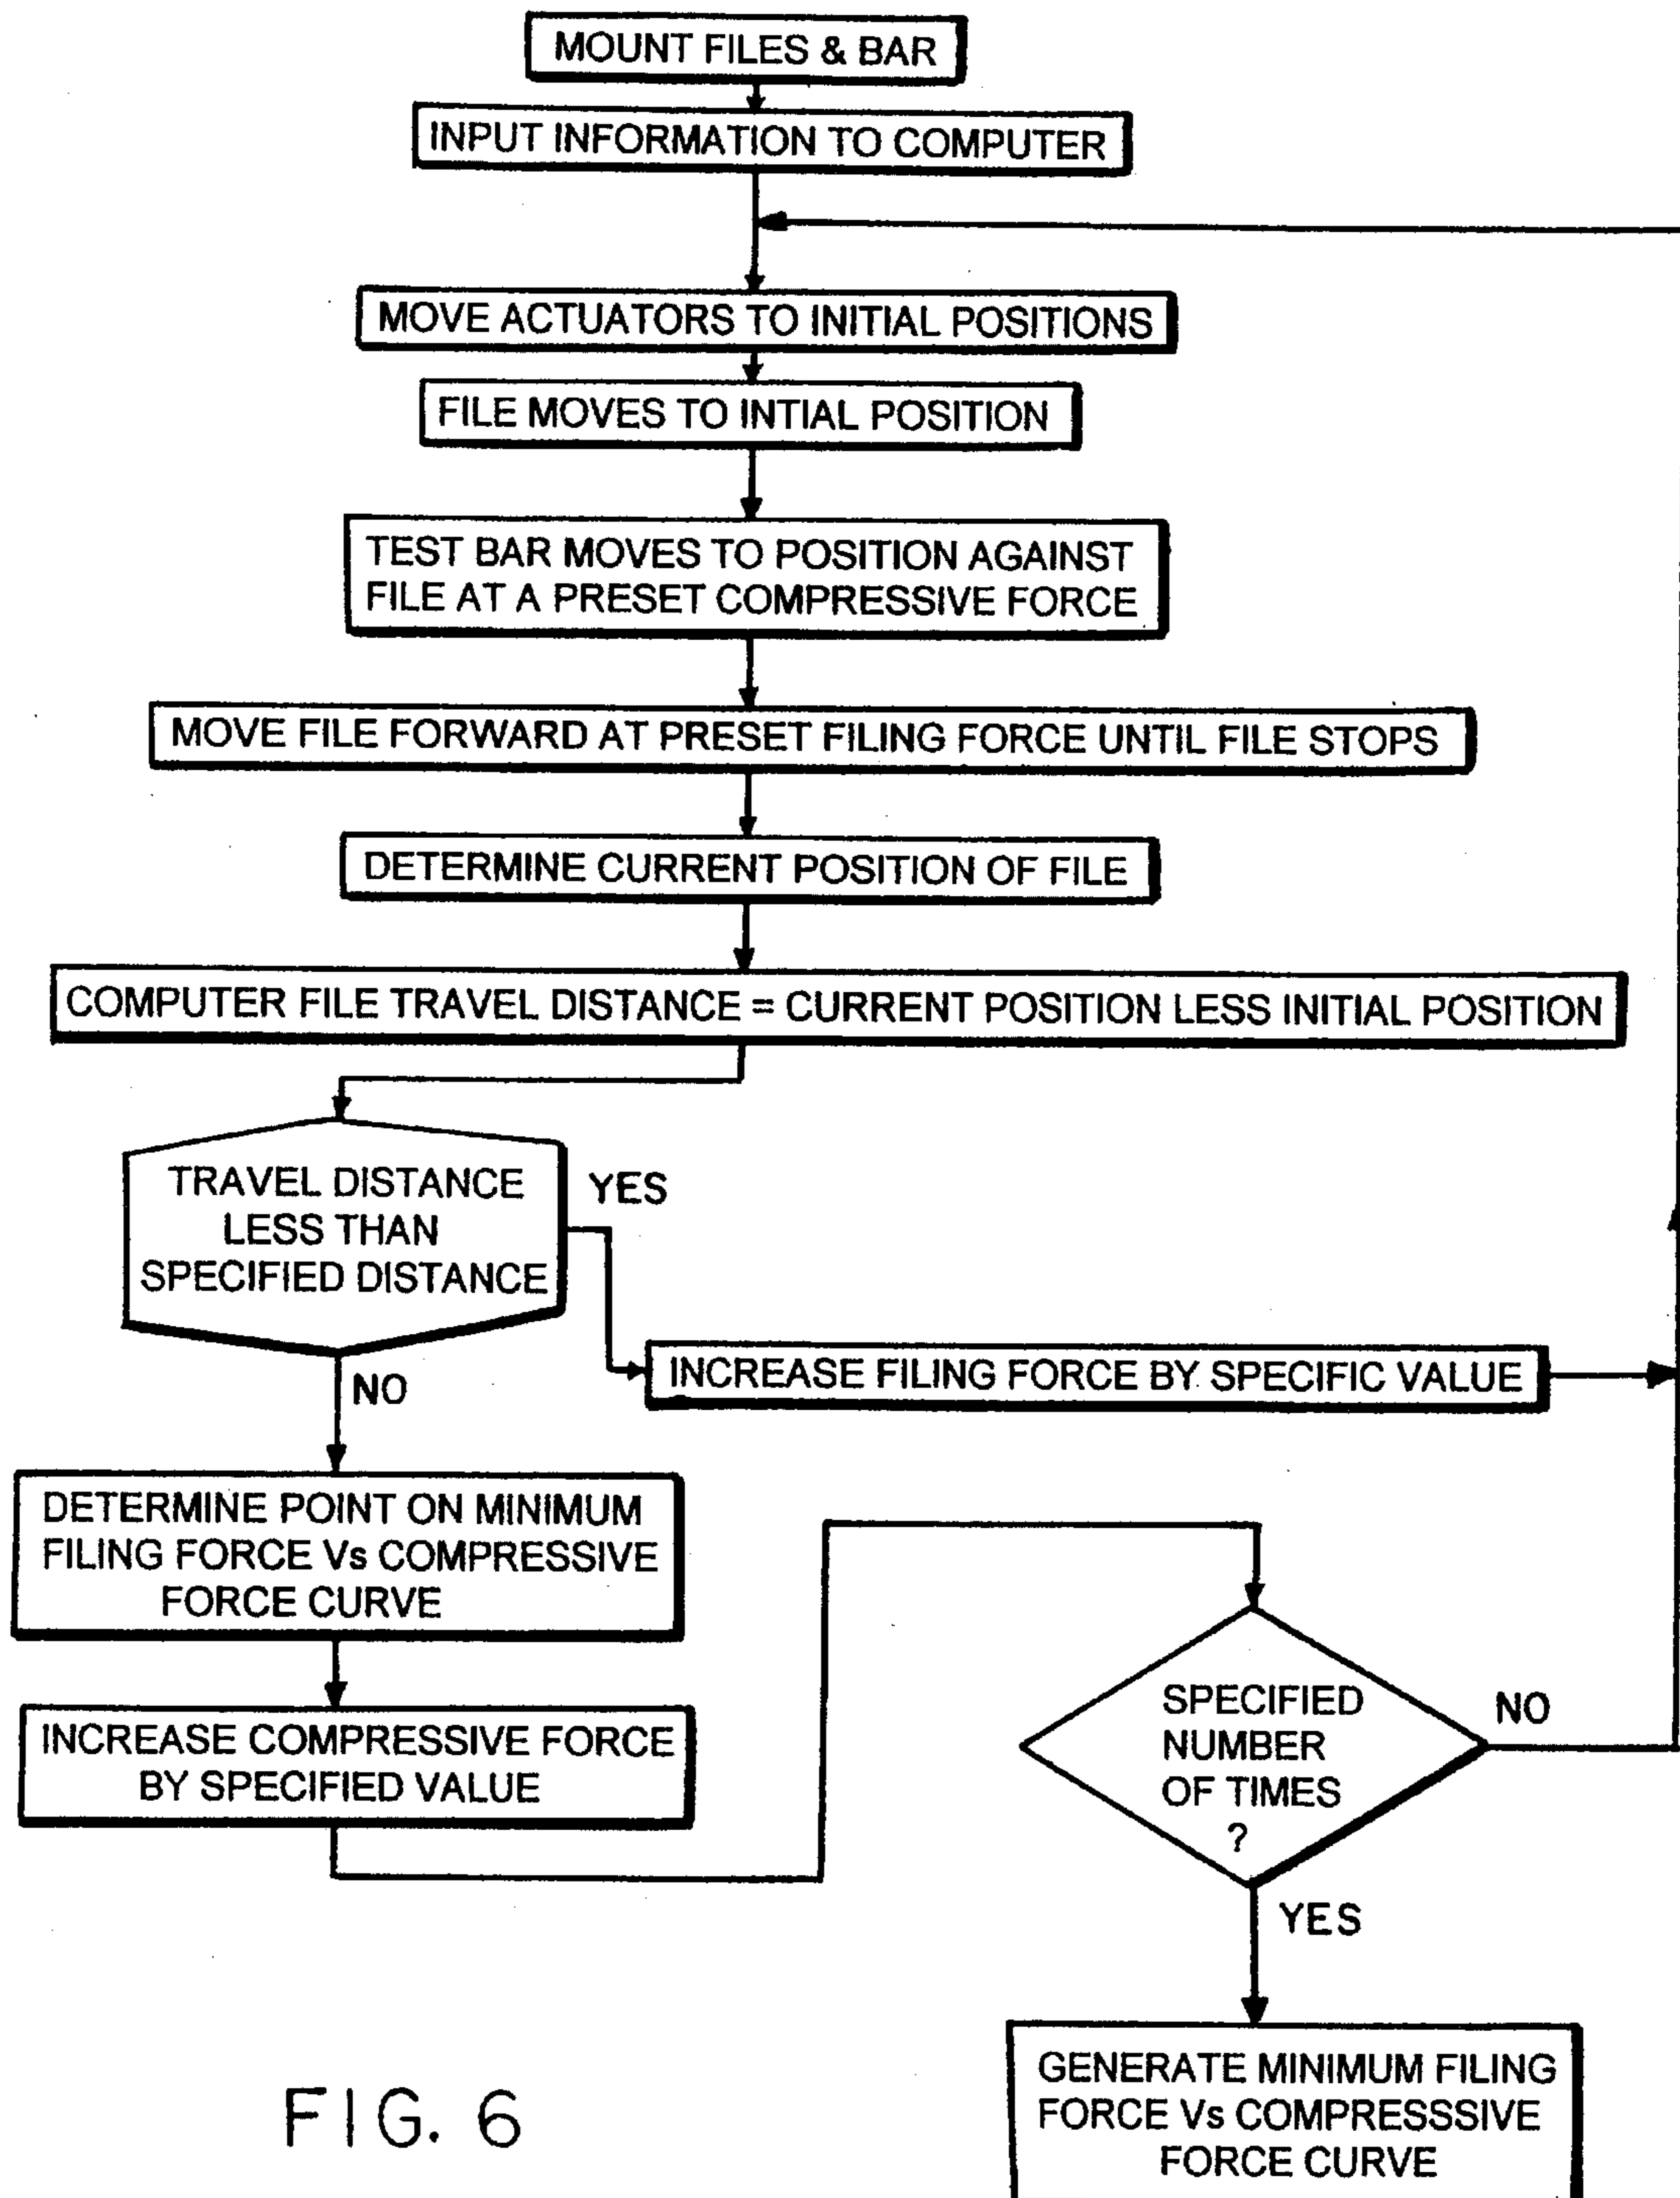 MOUNT FILES & BAR
INPUT INFORMATION TO COMPUTER
MOVE ACTUATORS TO INITIAL POSITIONS
FILE MOVES TO INTIAL POSITION
TEST BAR MOVES TO POSITION AGAINST
FILE AT A PRESET COMPRESSIVE FORCE
MOVE FILE FORWARD AT PRESET FILING FORCE UNTIL FILE STOPS
DETERMINE CURRENT POSITION OF FILE
COMPUTER FILE TRAVEL DISTANCE = CURRENT POSITION LESS INITIAL POSITION
TRAVEL DISTANCE
LESS THAN
SPECIFIED DISTANCE
YES
INCREASE FILING FORCE BY SPECIFIC VALUE
NO
DETERMINE POINT ON MINIMUM
FILING FORCE Vs COMPRESSIVE
FORCE CURVE
INCREASE COMPRESSIVE FORCE
BY SPECIFIED VALUE
SPECIFIED
NUMBER
OF TIMES
?
NO
YES
GENERATE MINIMUM FILING
FORCE Vs COMPRESSSIVE
FORCE CURVE
FIG. 6